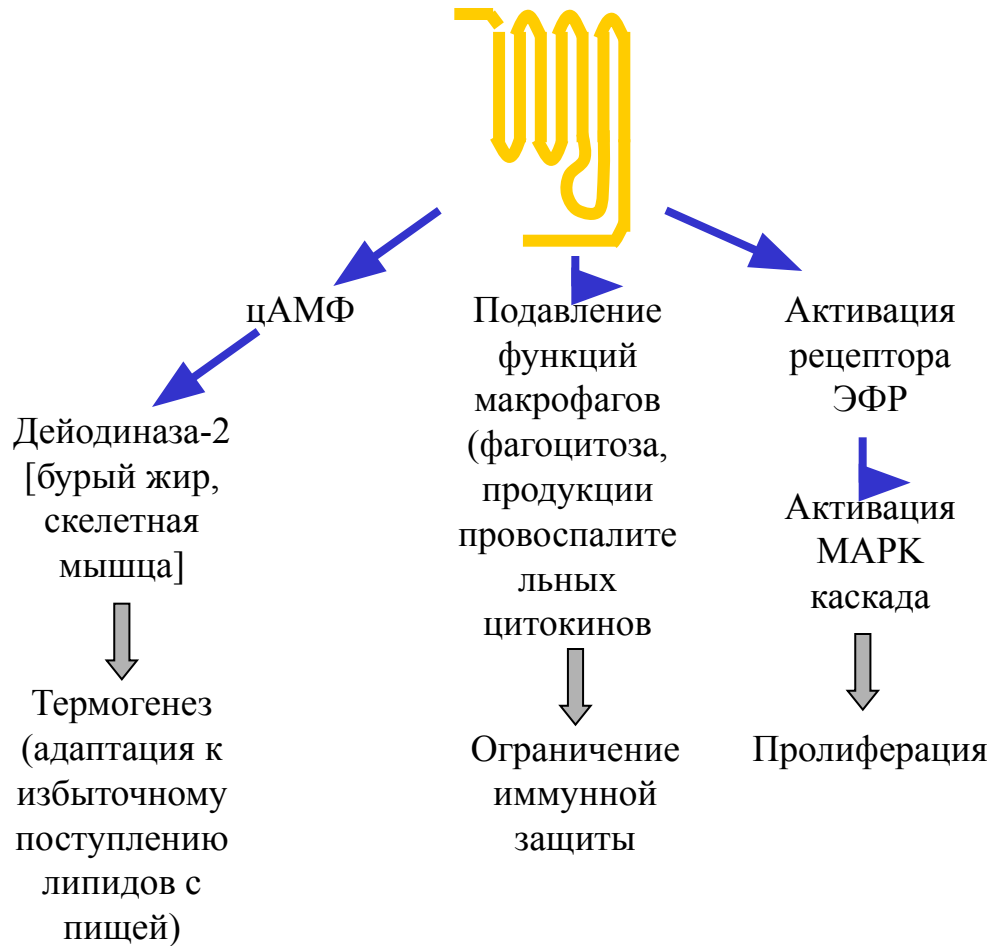 цАМФ
Дейодиназа-2
[бурый жир,
скелетная
мышца]
Термогенез
(адаптация к
избыточному
поступлению
липидов с
пищей)
Подавление
функций
макрофагов
(фагоцитоза,
продукции
провоспалите
льных
цитокинов
Ограничение
иммунной
защиты
Активация
рецептора
ЭФР
Активация
МАРК
каскада
Пролиферация